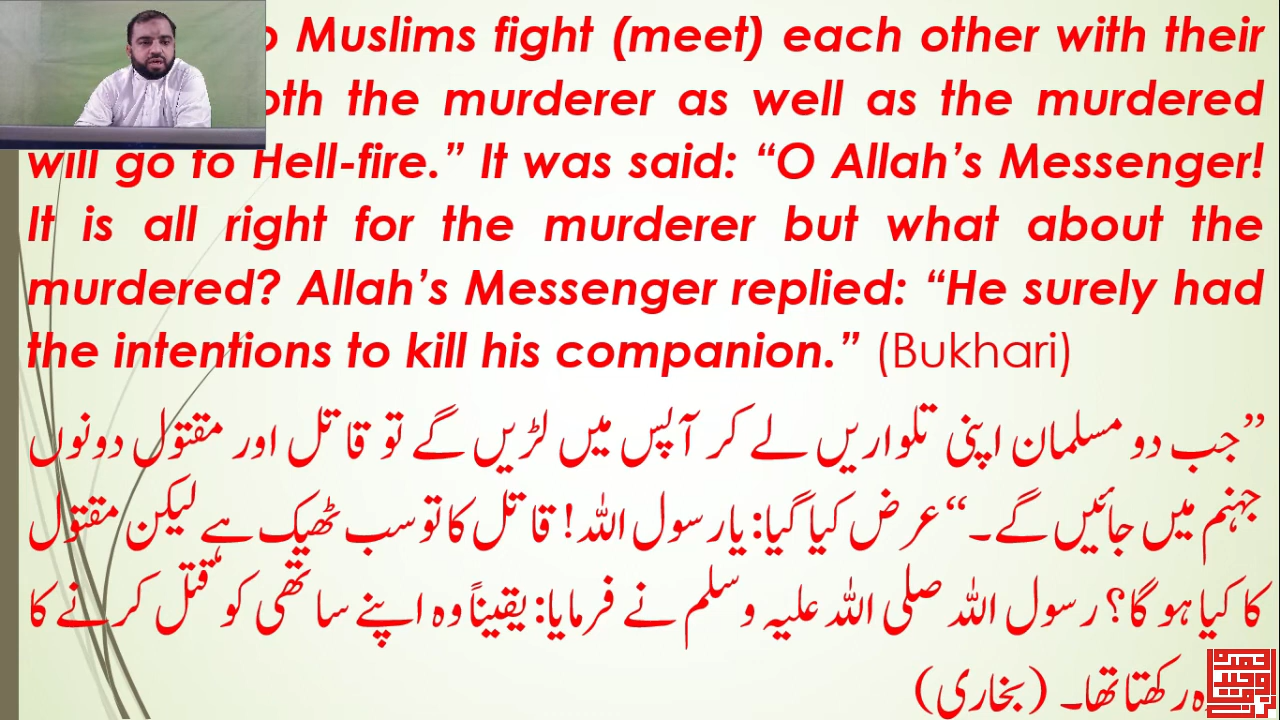 Muslims fight (meet) each other with their
the murderer as well as the murdered
will go to Hell-fire.” It was said: “O Allah’s Messenger!
It is all right for the murderer but what about the
murdered? Allah’s Messenger replied: “He surely had
the intentions to kill his companion.” (Bukhari)
”جب دو مسلمان اپنی تلواریں لے کر آپس میں لڑیں گے تو قاتل اور مقتول دونوں
جہنم میں جائیں گے۔“ عرض کیا گیا: یارسول اللہ! قاتل کا تو سب ٹھیک ہے لیکن مقتول
کا کیا ہو گا؟ رسول اللہ صلی اللہ علیہ وسلم نے فرمایا: یقیناً وہ اپنے ساتھی کو قتل کرنے کا
رکھتا تھا۔ (بخاری)